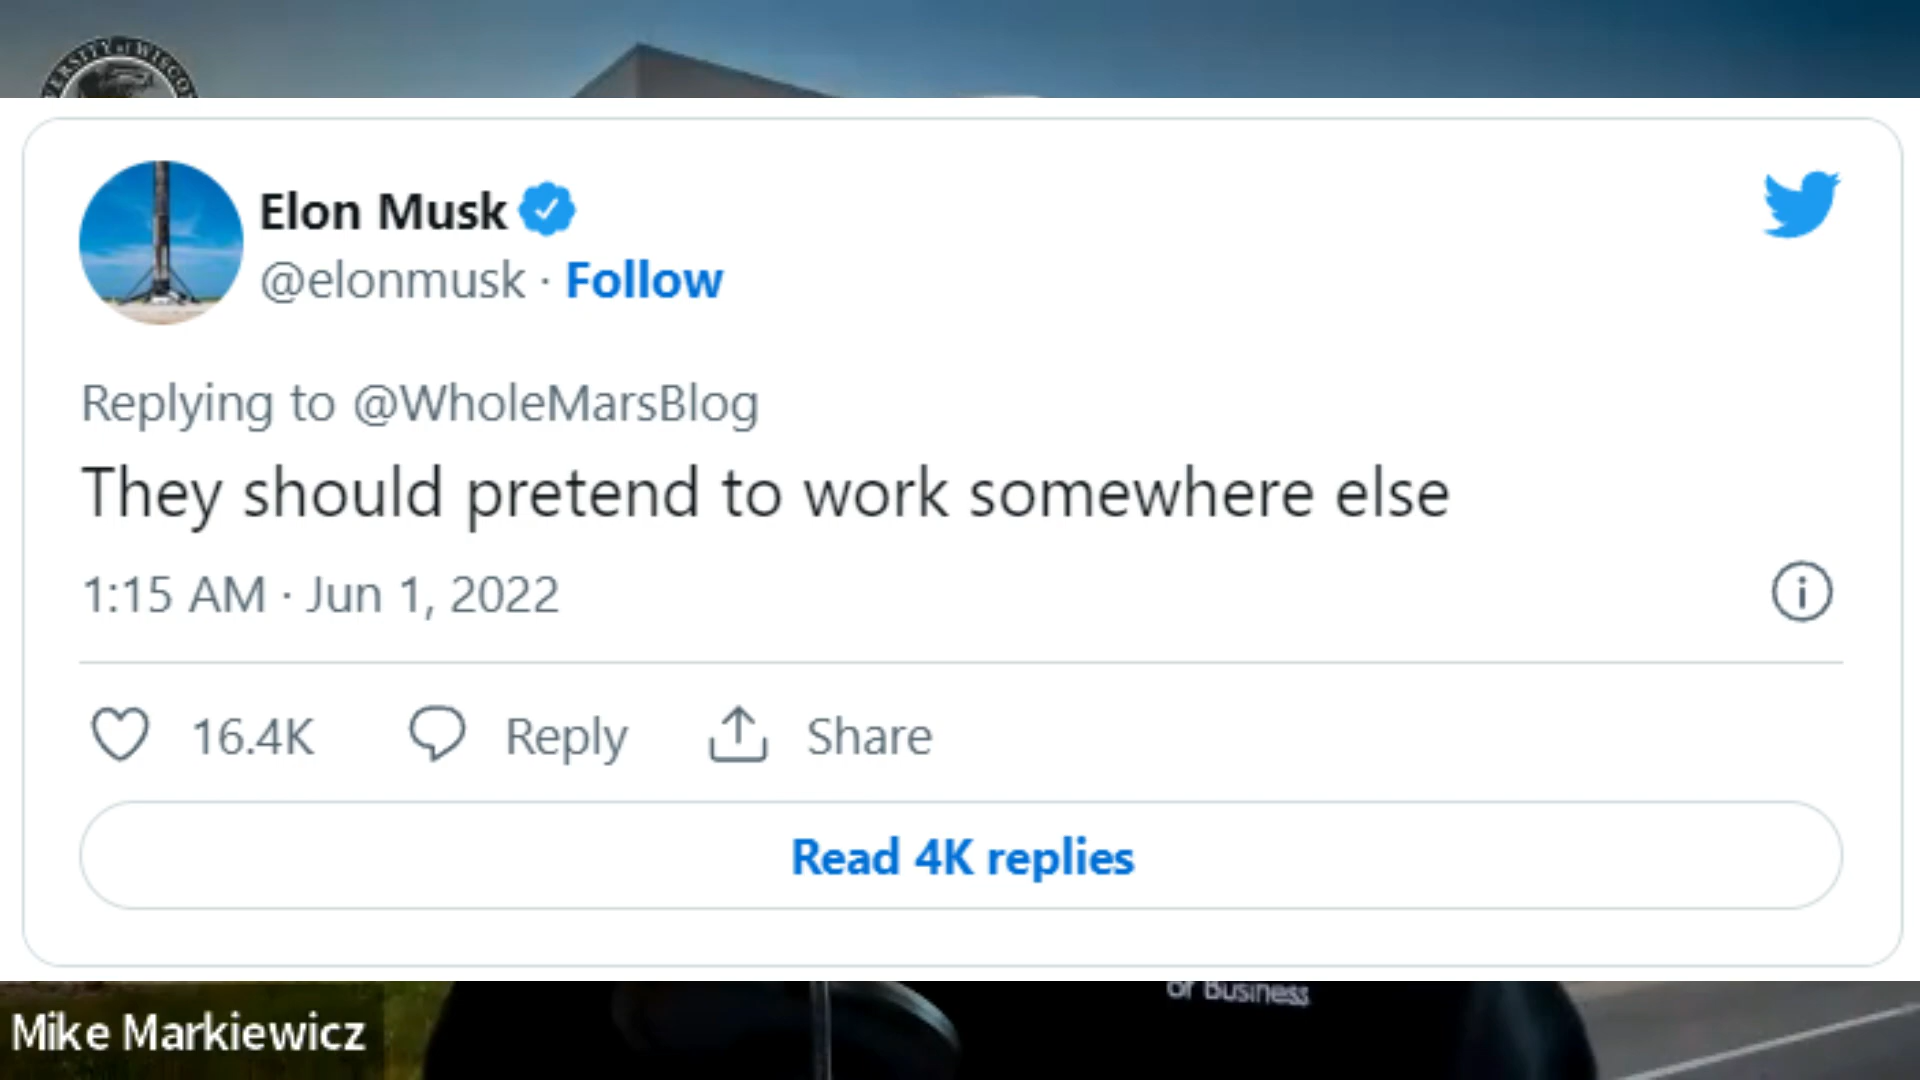 Elon Musk
@elonmusk · Follow
Replying to @WholeMarsBlog
They should pretend to work somewhere else
1:15 AM · Jun 1, 2022
16.4K Reply Share
Read 4K replies
of Business
Mike Markiewicz